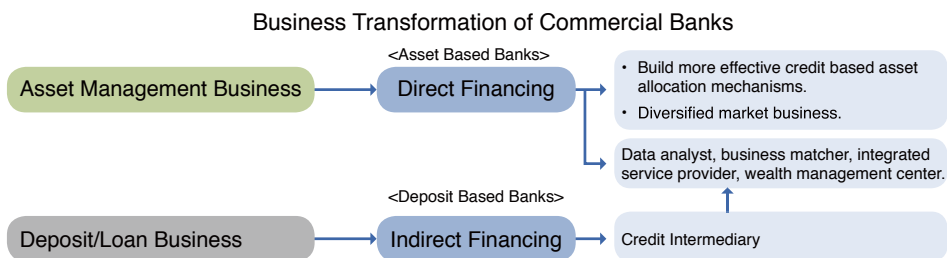 Business Transformation of Commercial Banks
<Asset Based Banks>
Asset Management Business
Direct Financing
• Build more effective credit based asset
allocation mechanisms.
• Diversified market business.
Data analyst, business matcher, integrated
service provider, wealth management center.
<Deposit Based Banks>
Deposit/Loan Business
Indirect Financing
Credit Intermediary